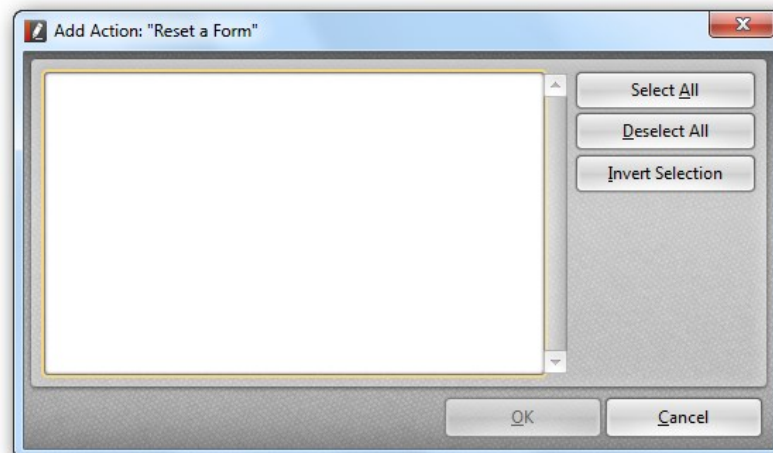 Add Action: "Reset a Form"
Select All
Deselect All
Invert Selection
OK
Cancel